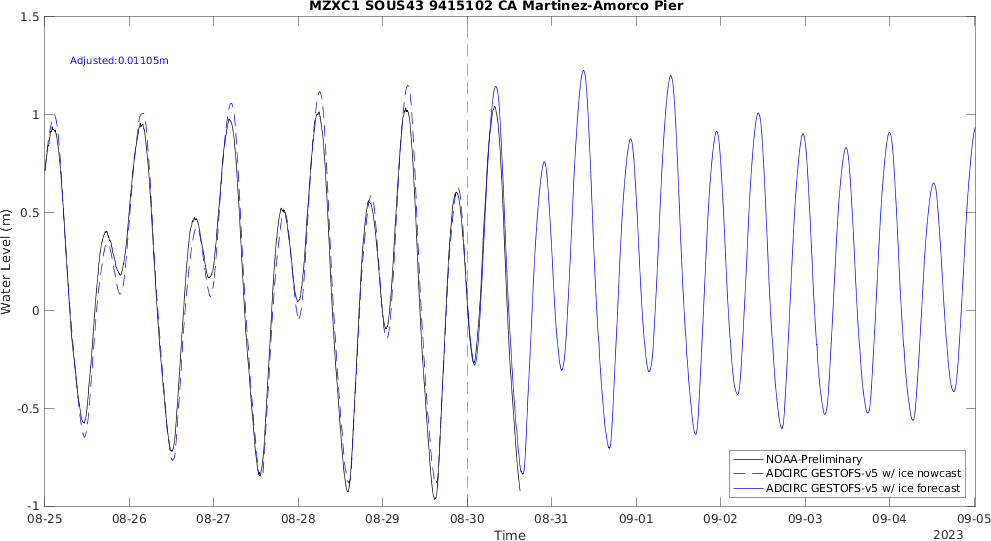 MZXC1 SOUS43 9415102 CA Martinez-Amorco Pier
Adjusted:0.01105m
Water Level (m)
1.5
1
0.5
0
-0.5
-1
08-25 08-26 08-27 08-28 08-29 08-30 08-31 09-01 09-02 09-03 09-04 09-05
Time
2023
NOAA-Preliminary
ADCIRC GESTOFS-v5 w/ ice nowcast
ADCIRC GESTOFS-v5 w/ ice forecast